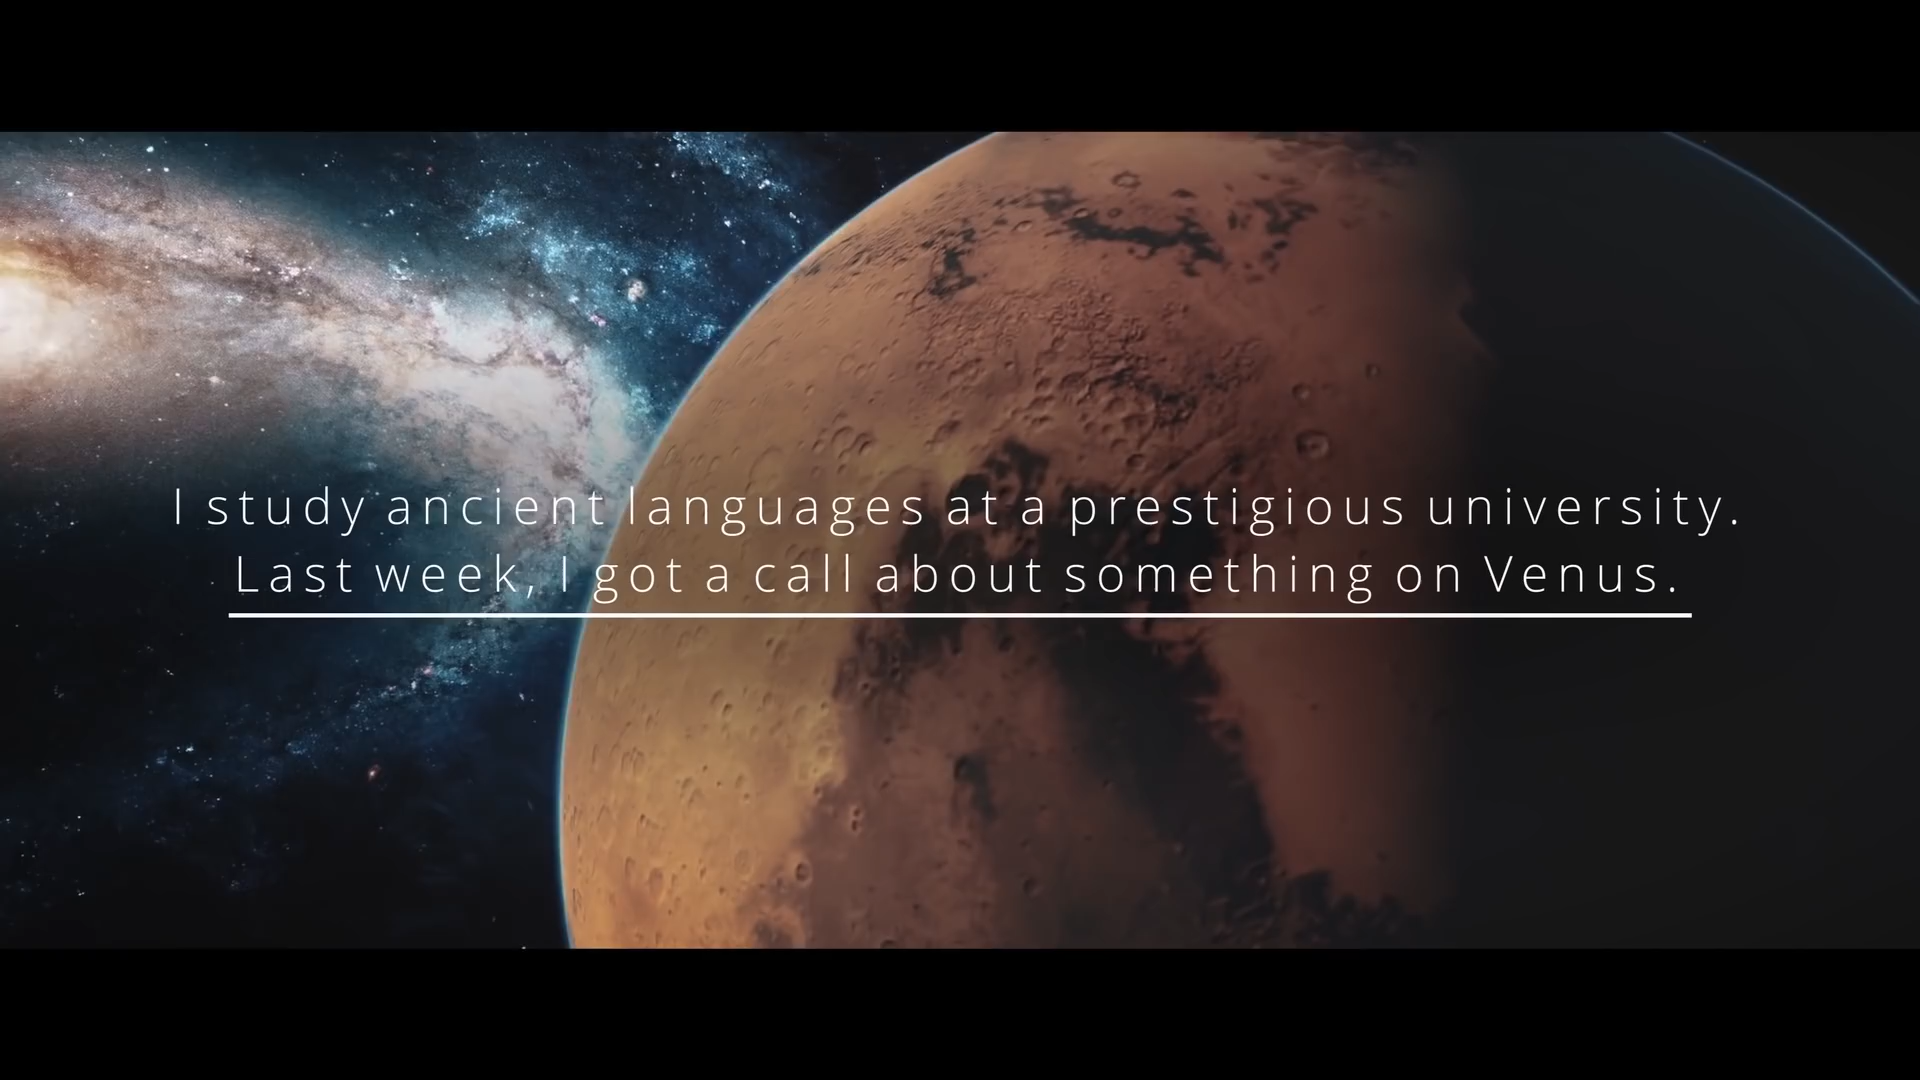 I study ancient languages at a prestigious university.
Last week, I got a call about something on Venus.